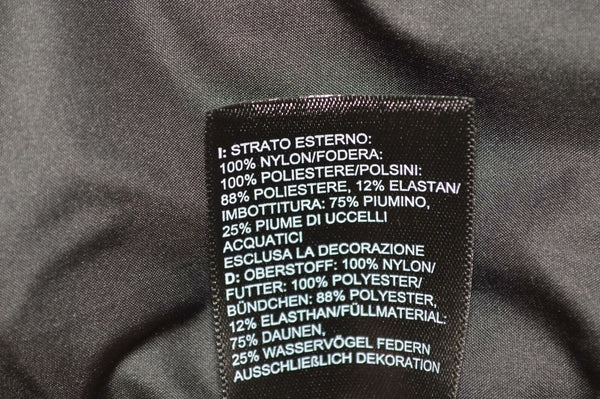 I: STRATO ESTERNO:
100% NYLON/FODERA:
100% POLIESTERE/POLSINI:
88% POLIESTERE, 12% ELASTAN/
IMBOTTITURA: 75% PIUMINO,
25% PIUME DI UCCELLI
ACQUATICI
ESCLUSA LA DECORAZIONE
D: OBERSTOFF: 100% NYLON/
FUTTER: 100% POLYESTER/
BÜNDCHEN: 88% POLYESTER,
12% ELASTHAN/FÜLLMATERIAL:
75% DAUNEN,
25% WASSERVÖGEL FEDERN
AUSSCHLIEßLICH DEKORATION